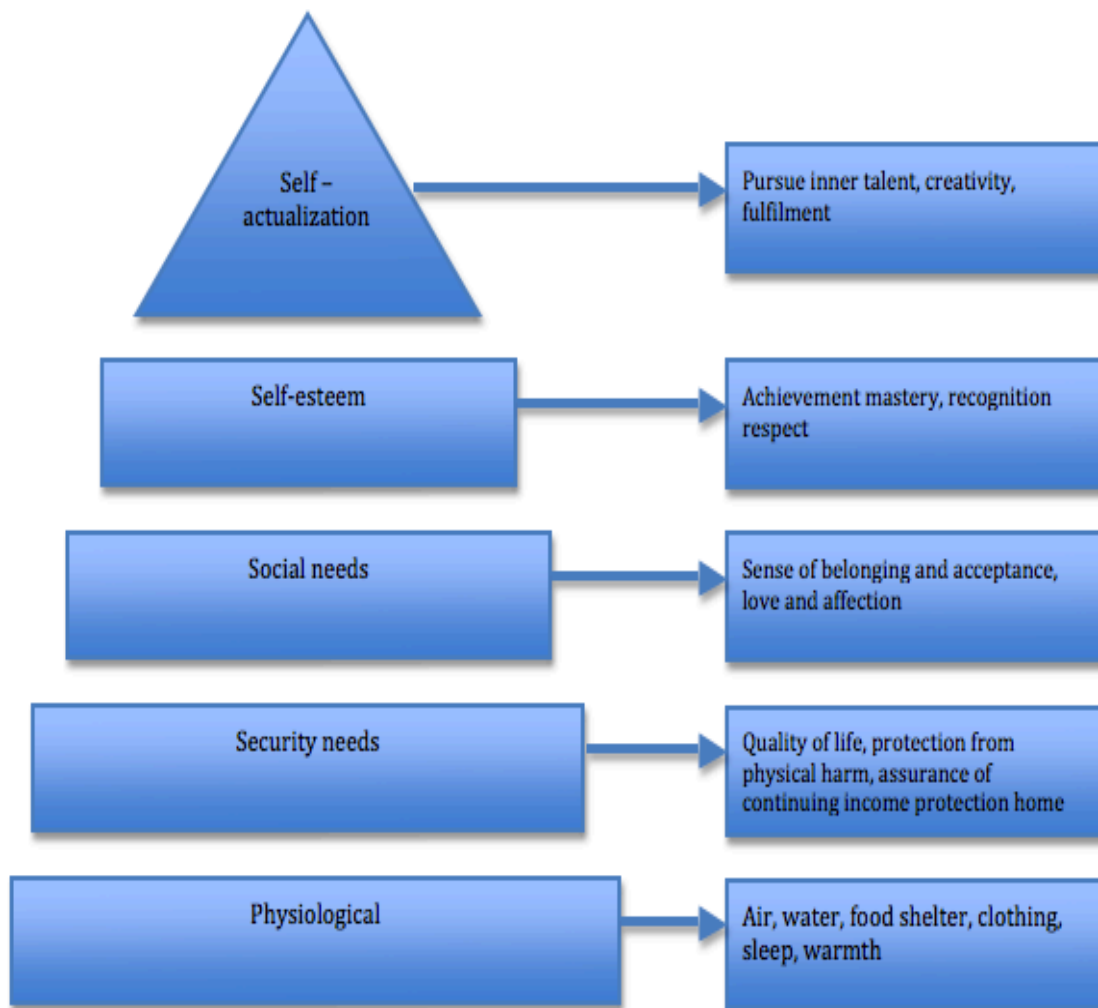 Self –
actualization
Pursue inner talent, creativity,
fulfilment
Self-esteem
Achievement mastery, recognition
respect
Social needs
Sense of belonging and acceptance,
love and affection
Security needs
Quality of life, protection from
physical harm, assurance of
continuing income protection home
Physiological
Air, water, food shelter, clothing,
sleep, warmth